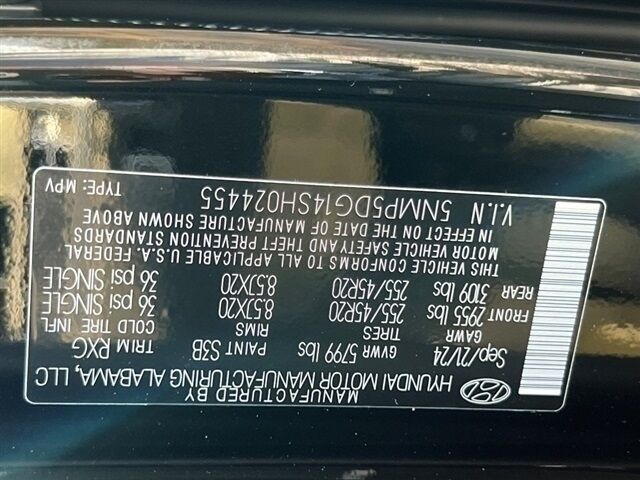 MANUFACTURED BY
HYUNDAI MOTOR MANUFACTURING ALABAMA, LLC
Sep/21/24 GVWR 5799 lbs PAINT S3B TRIM RXG
GAWR TIRES RIMS COLD TIRE INFL
FRONT 2955 lbs 255/45R20 8.5JX20 36 psi SINGLE
REAR 3109 lbs 255/45R20 8.5JX20 36 psi SINGLE
THIS VEHICLE CONFORMS TO ALL APPLICABLE U.S.A. FEDERAL
MOTOR VEHICLE SAFETY AND THEFT PREVENTION STANDARDS
IN EFFECT ON THE DATE OF MANUFACTURE SHOWN ABOVE
V.I.N 5NMP5DG14SH024455 TYPE: MPV